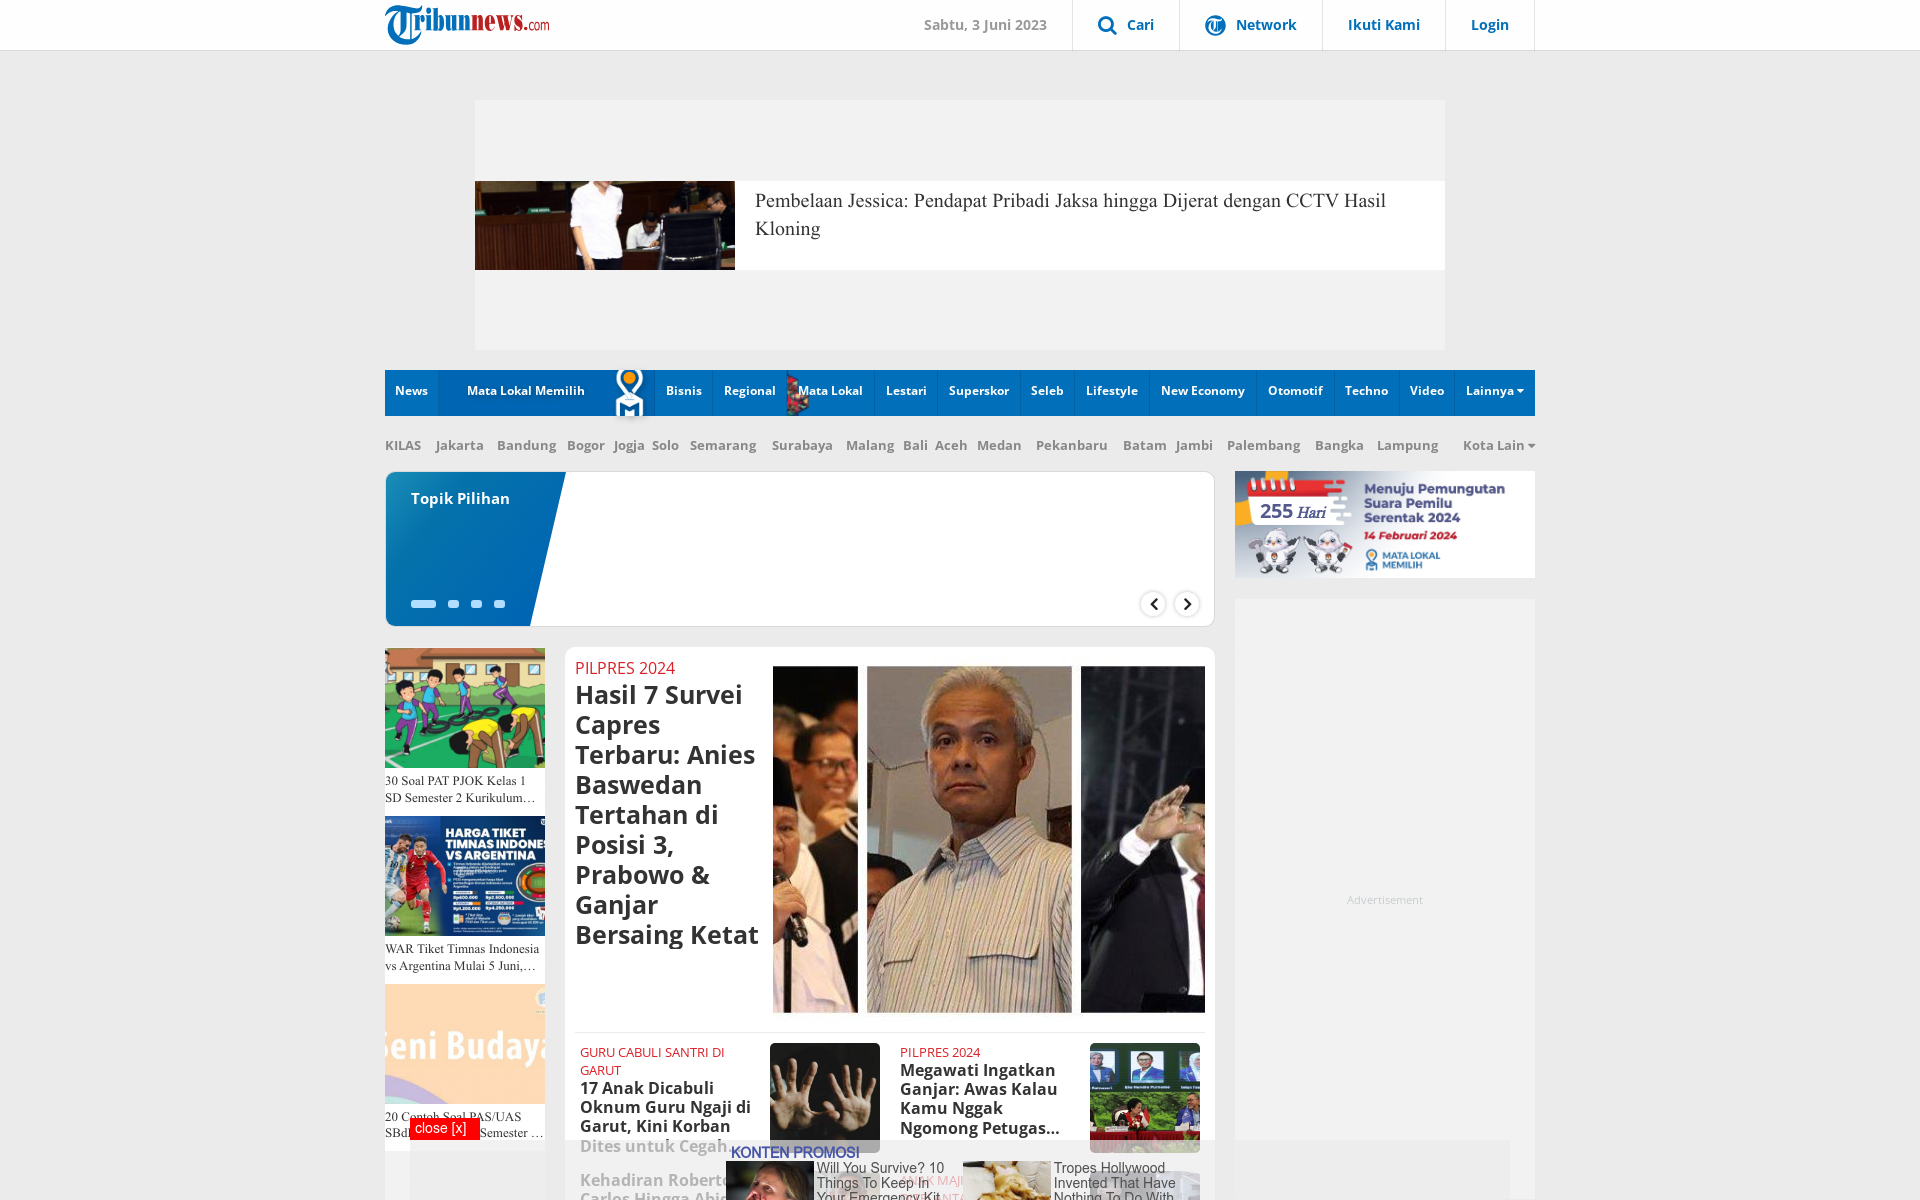 Tribunnews.com
Sabtu, 3 Juni 2023
Cari
Network
Ikuti Kami
Login
Pembelaan Jessica: Pendapat Pribadi Jaksa hingga Dijerat dengan CCTV Hasil
Kloning
News
Mata Lokal Memilih
Bisnis
Regional
Mata Lokal
Lestari
Superskor
Seleb
Lifestyle
New Economy
Otomotif
Techno
Video
Lainnya
KILAS
Jakarta
Bandung
Bogor
Jogja
Solo
Semarang
Surabaya
Malang
Bali
Aceh
Medan
Pekanbaru
Batam
Jambi
Palembang
Bangka
Lampung
Kota Lain
Topik Pilihan
255 Hari
Menuju Pemungutan
Suara Pemilu
Serentak 2024
14 Februari 2024
MATA LOKAL
MEMILIH
30 Soal PAT PJOK Kelas 1
SD Semester 2 Kurikulum…
HARGA TIKET
TIMNAS INDONES
VS ARGENTINA
WAR Tiket Timnas Indonesia
vs Argentina Mulai 5 Juni,…
Seni Budaya
20 Contoh Soal PAS/UAS
Semester …
close [x]
PILPRES 2024
Hasil 7 Survei
Capres
Terbaru: Anies
Baswedan
Tertahan di
Posisi 3,
Prabowo &
Ganjar
Bersaing Ketat
Advertisement
GURU CABULI SANTRI DI
GARUT
17 Anak Dicabuli
Oknum Guru Ngaji di
Garut, Kini Korban
Dites untuk Cegah
PILPRES 2024
Megawati Ingatkan
Ganjar: Awas Kalau
Kamu Nggak
Ngomong Petugas...
Kehadiran Roberto
Carlos Hingga
KONTEN PROMOSI
Will You Survive? 10
Things To Keep In
Your Emergency Kit
Tropes Hollywood
Invented That Have
Nothing To Do With